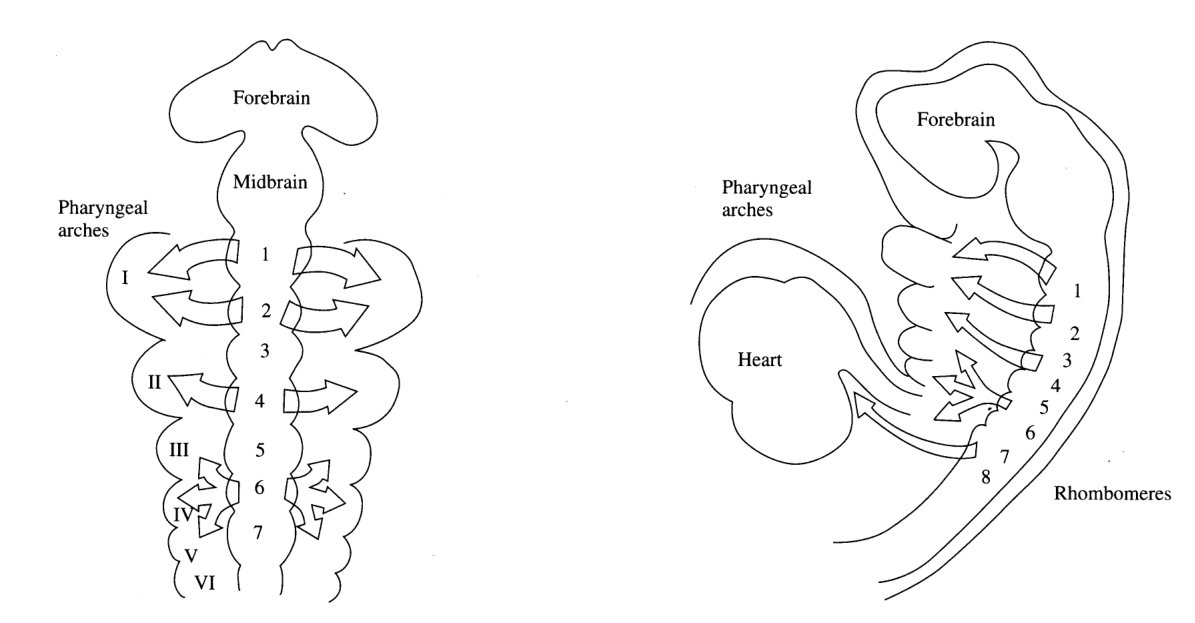 Forebrain
Midbrain
Pharyngeal
arches
I
II
III
IV
V
VI
1
2
3
4
5
6
7
Forebrain
Pharyngeal
arches
Heart
1
2
3
4
5
6
7
8
Rhombomeres